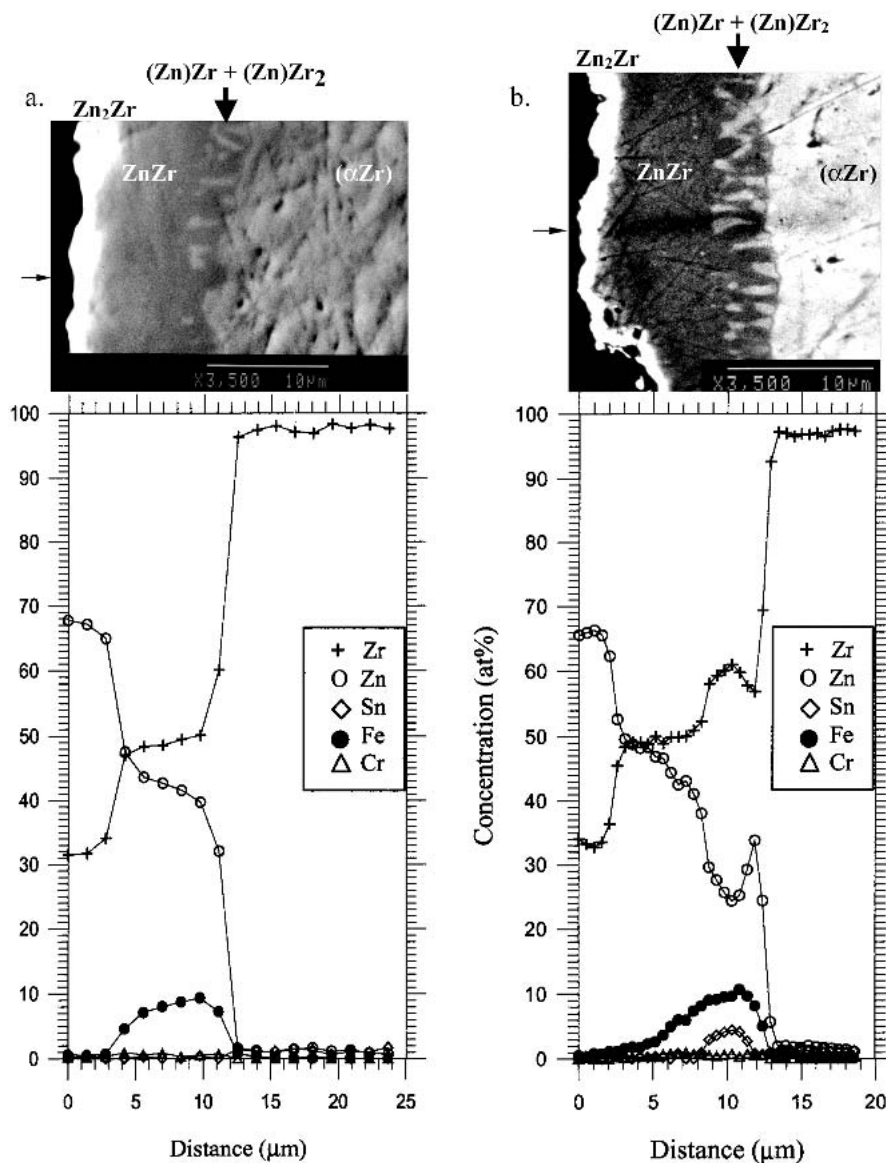 (Zn)Zr + (Zn)Zr₂
a.
Zn₂Zr
ZnZr
(αZr)
X3,500 10μm
100
90
80
70
60
50
40
30
20
10
0
Zr
Zn
Sn
Fe
Cr
0 5 10 15 20 25
Distance (μm)
(Zn)Zr + (Zn)Zr₂
b.
Zn₂Zr
ZnZr
(αZr)
X3,500 10μm
Concentration (at%)
100
90
80
70
60
50
40
30
20
10
0
Zr
Zn
Sn
Fe
Cr
0 5 10 15 20
Distance (μm)